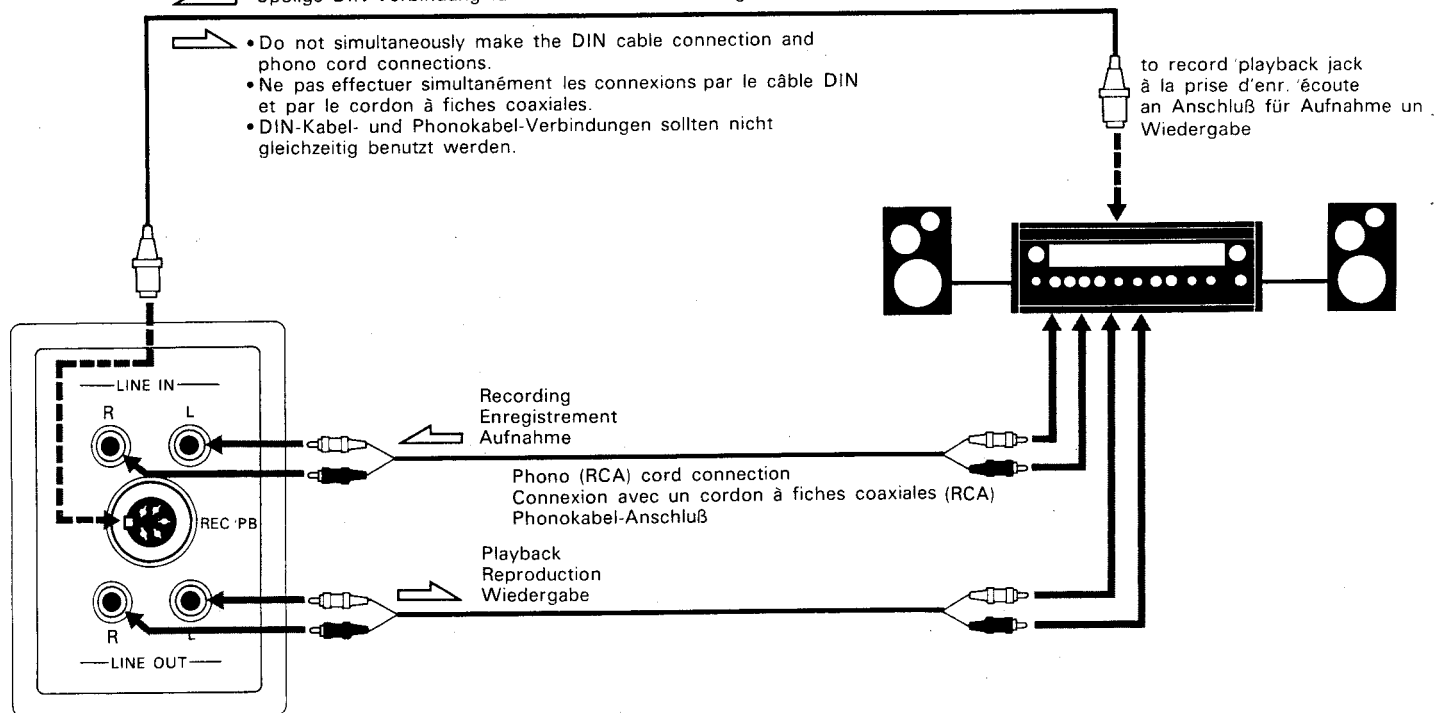 DIN
• Do not simultaneously make the DIN cable connection and
phono cord connections.
• Ne pas effectuer simultanément les connexions par le câble DIN
et par le cordon à fiches coaxiales.
• DIN-Kabel- und Phonokabel-Verbindungen sollten nicht
gleichzeitig benutzt werden.
to record playback jack
à la prise d'enr. 'écoute
an Anschluß für Aufnahme un
Wiedergabe
LINE IN
R L
REC 'PB
R L
LINE OUT
Recording
Enregistrement
Aufnahme
Phono (RCA) cord connection
Connexion avec un cordon à fiches coaxiales (RCA)
Phonokabel-Anschluß
Playback
Reproduction
Wiedergabe